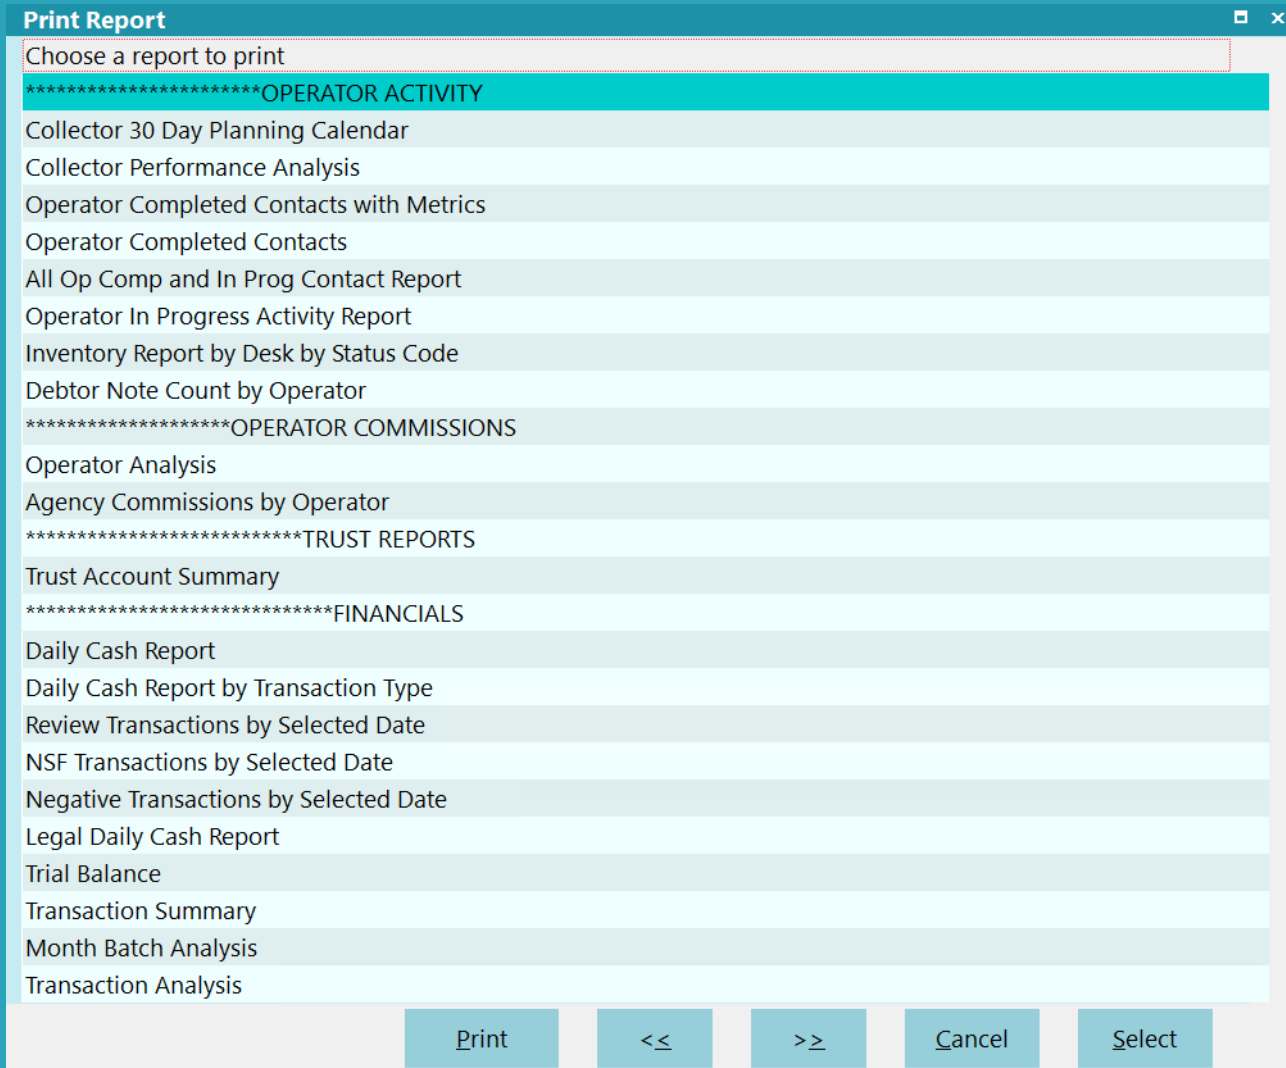 Print Report
Choose a report to print
***********************OPERATOR ACTIVITY
Collector 30 Day Planning Calendar
Collector Performance Analysis
Operator Completed Contacts with Metrics
Operator Completed Contacts
All Op Comp and In Prog Contact Report
Operator In Progress Activity Report
Inventory Report by Desk by Status Code
Debtor Note Count by Operator
********************OPERATOR COMMISSIONS
Operator Analysis
Agency Commissions by Operator
***************************TRUST REPORTS
Trust Account Summary
******************************FINANCIALS
Daily Cash Report
Daily Cash Report by Transaction Type
Review Transactions by Selected Date
NSF Transactions by Selected Date
Negative Transactions by Selected Date
Legal Daily Cash Report
Trial Balance
Transaction Summary
Month Batch Analysis
Transaction Analysis
Print << >> Cancel Select